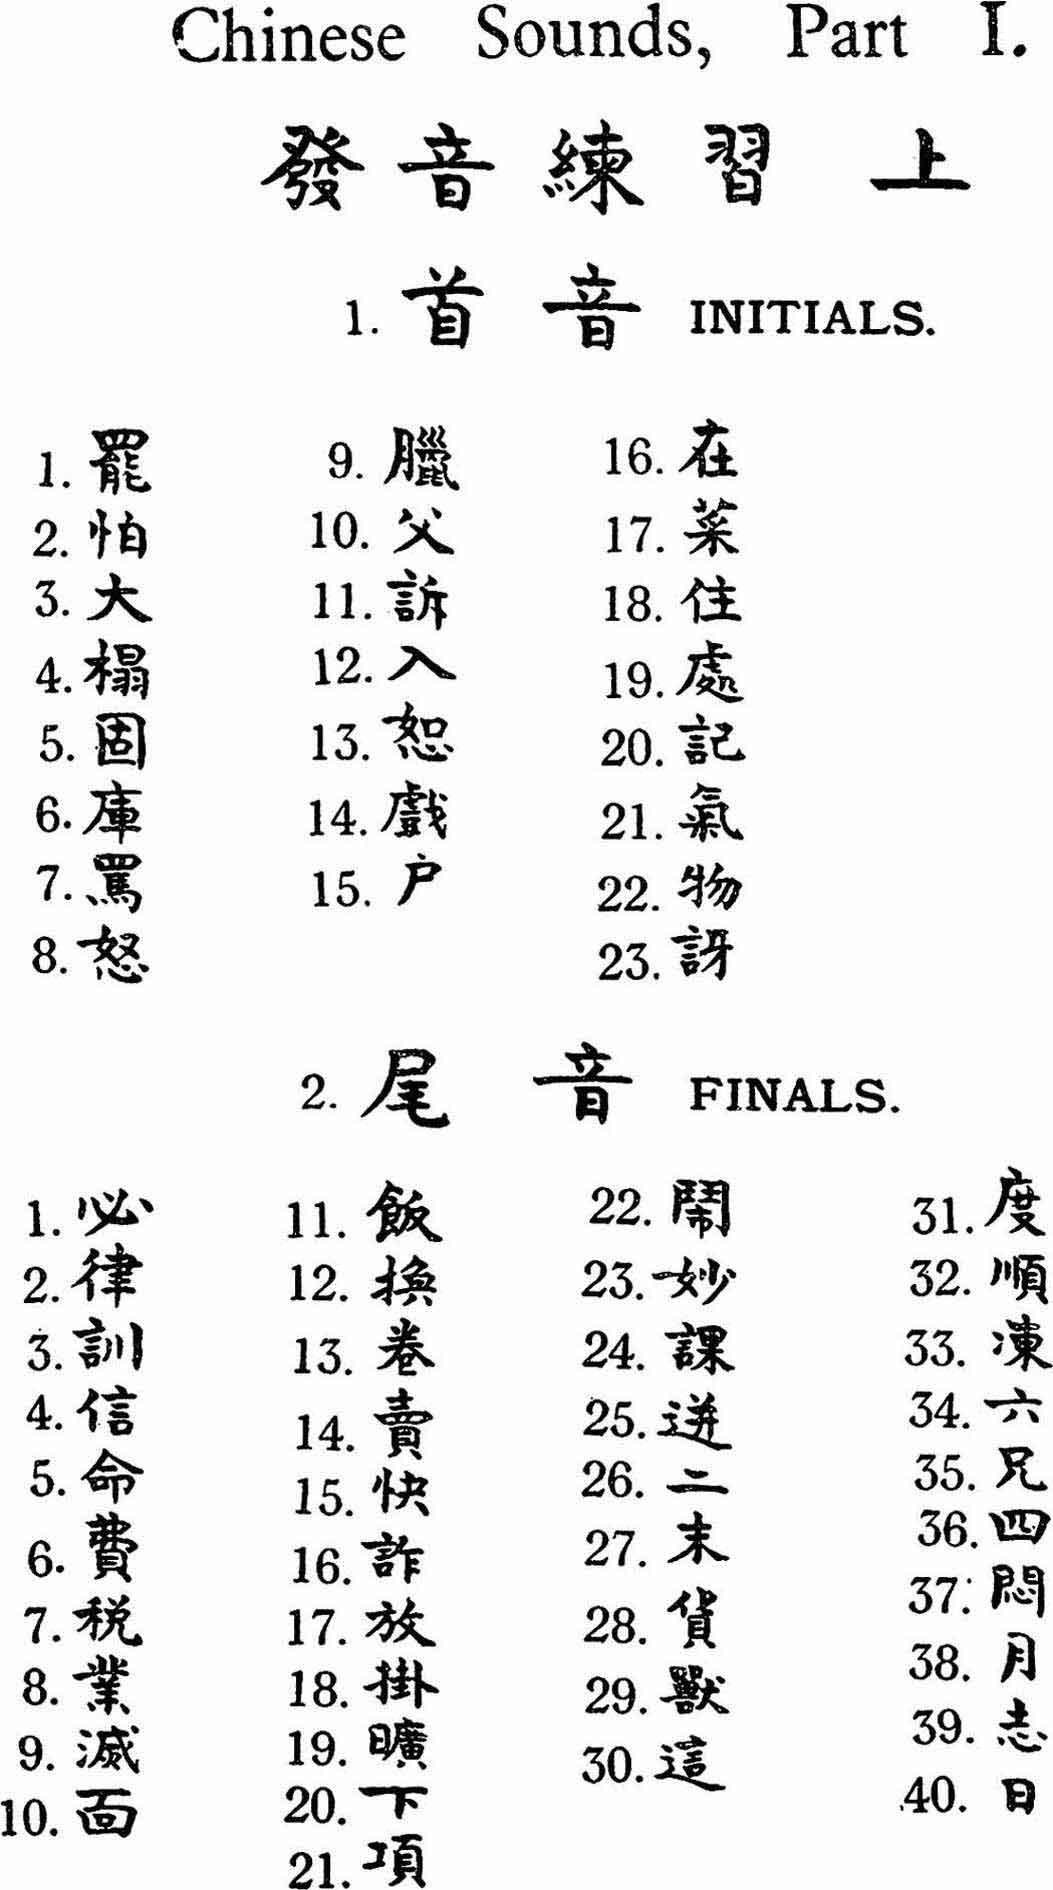 Chinese Sounds, Part I.
發音練習 上
1. 首音 INITIALS.
1. 罷
2. 怕
3. 大
4. 榻
5. 固
6. 庫
7. 罵
8. 怒
9. 臘
10. 父
11. 訴
12. 入
13. 恕
14. 戲
15. 户
16. 在
17. 菜
18. 住
19. 處
20. 記
21. 氣
22. 物
23. 訝
2. 尾音 FINALS.
1. 必
2. 律
3. 訓
4. 信
5. 命
6. 費
7. 税
8. 業
9. 滅
10. 面
11. 飯
12. 換
13. 卷
14. 賣
15. 快
16. 詐
17. 放
18. 掛
19. 曠
20. 下
21. 項
22. 鬧
23. 妙
24. 課
25. 迸
26. 二
27. 末
28. 貨
29. 獸
30. 這
31. 度
32. 順
33. 凍
34. 六
35. 兄
36. 四
37. 悶
38. 月
39. 志
40. 日